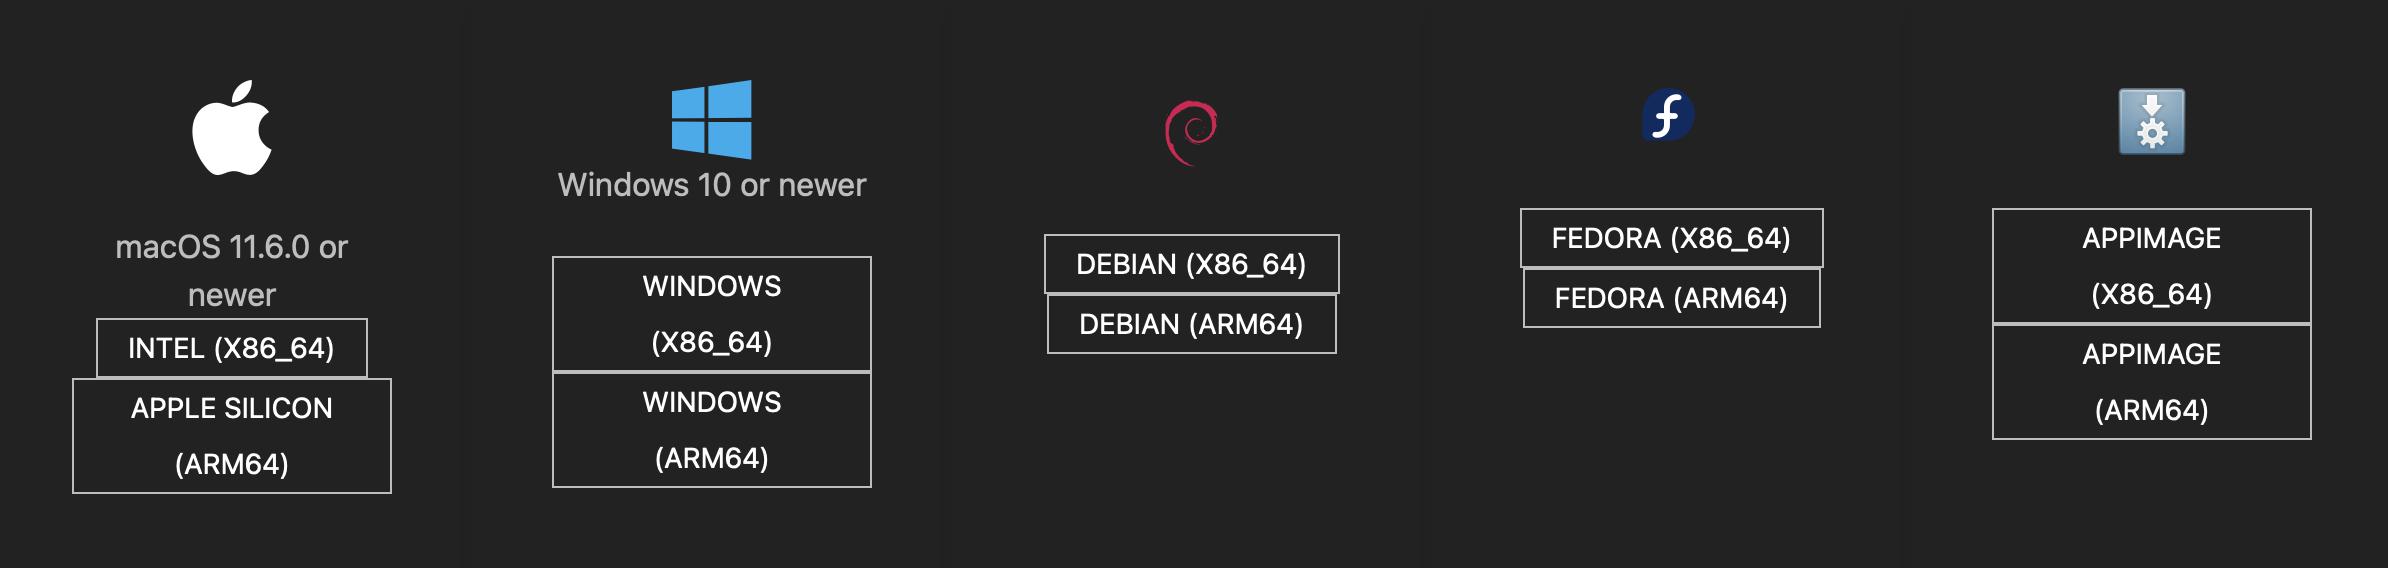 macOS 11.6.0 or
newer
INTEL (X86_64)
APPLE SILICON
(ARM64)
Windows 10 or newer
WINDOWS
(X86_64)
WINDOWS
(ARM64)
DEBIAN (X86_64)
DEBIAN (ARM64)
FEDORA (X86_64)
FEDORA (ARM64)
APPIMAGE
(X86_64)
APPIMAGE
(ARM64)